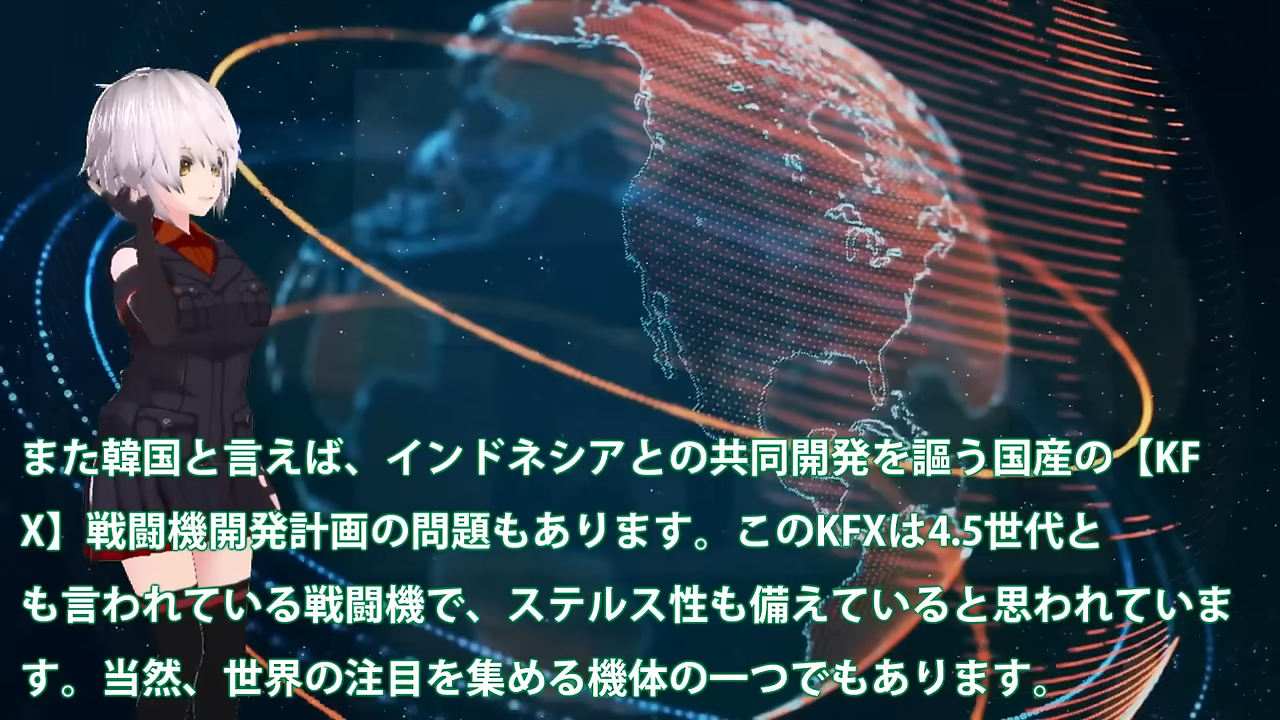 また韓国と言えば、インドネシアとの共同開発を謳う国産の【KF
X】戦闘機開発計画の問題もあります。このKFXは4.5世代と
も言われている戦闘機で、ステルス性も備えていると思われていま
す。当然、世界の注目を集める機体の一つでもあります。